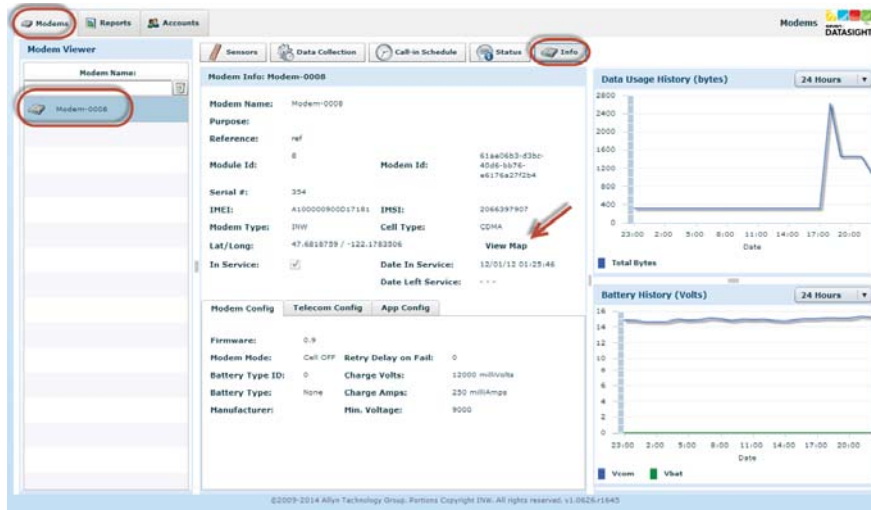 Modems Reports Accounts Modems
DATASIGHT
Modem Viewer
Modem Name:
Modem-0008
Sensors Data Collection Call-in Schedule Status Info
Modem Info: Modem-0008
Modem Name: Modem-0008
Purpose:
Reference: ref
Module Id: 8 Modem Id: 61ae06b3-d3bc-
40d6-bb76-
e6176a27f2b4
Serial #: 354
IMEI: A100000900D17181 IMSI: 2066397907
Modem Type: INW Cell Type: CDMA
Lat/Long: 47.6818759 / -122.1783506 View Map
In Service: Date In Service: 12/01/12 01:25:46
Date Left Service: - - -
Modem Config Telecom Config App Config
Firmware: 0.9
Modem Mode: Cell OFF Retry Delay on Fail: 0
Battery Type ID: 0 Charge Volts: 12000 milliVolts
Battery Type: None Charge Amps: 250 milliAmps
Manufacturer: Min. Voltage: 9000
Data Usage History (bytes) 24 Hours
2800
2400
2000
1600
1200
800
400
0
23:00 2:00 5:00 8:00 11:00 14:00 17:00 20:00
Date
Total Bytes
Battery History (Volts) 24 Hours
16
14
12
10
8
6
4
2
0
23:00 2:00 5:00 8:00 11:00 14:00 17:00 20:00
Date
Vcom Vbat
©2009-2014 Allyn Technology Group. Portions Copyright INW. All rights reserved. v1.0626.r1645